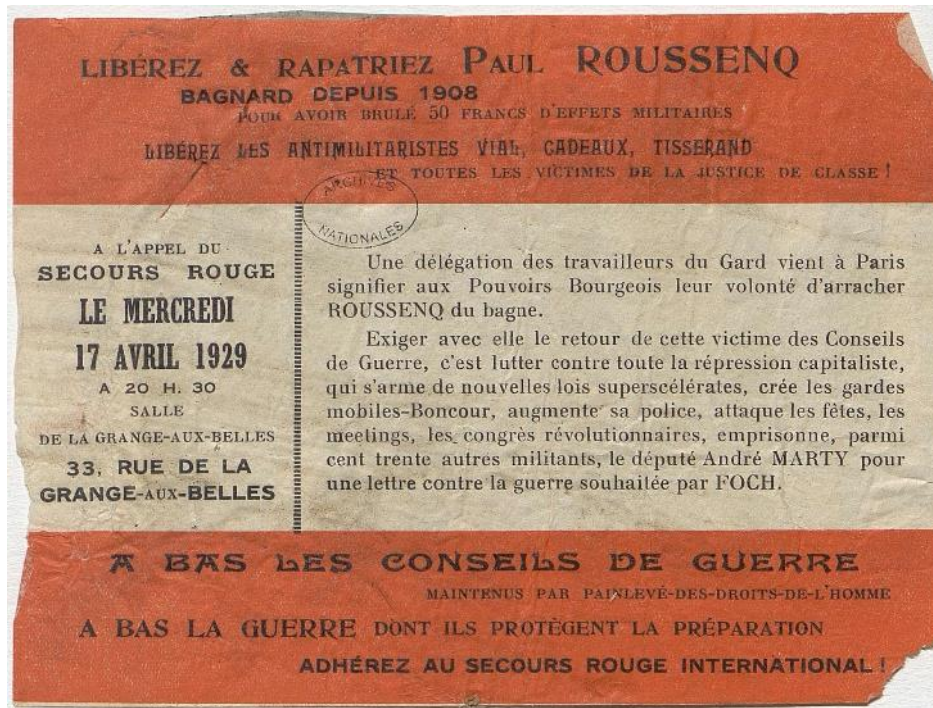 LIBÉREZ & RAPATRIEZ PAUL ROUSSENQ
BAGNARD DEPUIS 1908
POUR AVOIR BRULÉ 50 FRANCS D'EFFETS MILITAIRES
LIBÉREZ LES ANTIMILITARISTES VIAL, CADEAUX, TISSERAND
ET TOUTES LES VICTIMES DE LA JUSTICE DE CLASSE !
ARCHIVES
NATIONALES
A L'APPEL DU
SECOURS ROUGE
LE MERCREDI
17 AVRIL 1929
A 20 H. 30
SALLE
DE LA GRANGE-AUX-BELLES
33, RUE DE LA
GRANGE-AUX-BELLES
Une délégation des travailleurs du Gard vient à Paris
signifier aux Pouvoirs Bourgeois leur volonté d'arracher
ROUSSENQ du bagne.
Exiger avec elle le retour de cette victime des Conseils
de Guerre, c'est lutter contre toute la répression capitaliste,
qui s'arme de nouvelles lois superscélérates, crée les gardes
mobiles-Boncour, augmente sa police, attaque les fêtes, les
meetings, les congrès révolutionnaires, emprisonne, parmi
cent trente autres militants, le député André MARTY pour
une lettre contre la guerre souhaitée par FOCH.
A BAS LES CONSEILS DE GUERRE
MAINTENUS PAR PAINLEVÉ-DES-DROITS-DE-L'HOMME
A BAS LA GUERRE DONT ILS PROTÈGENT LA PRÉPARATION
ADHÉREZ AU SECOURS ROUGE INTERNATIONAL !